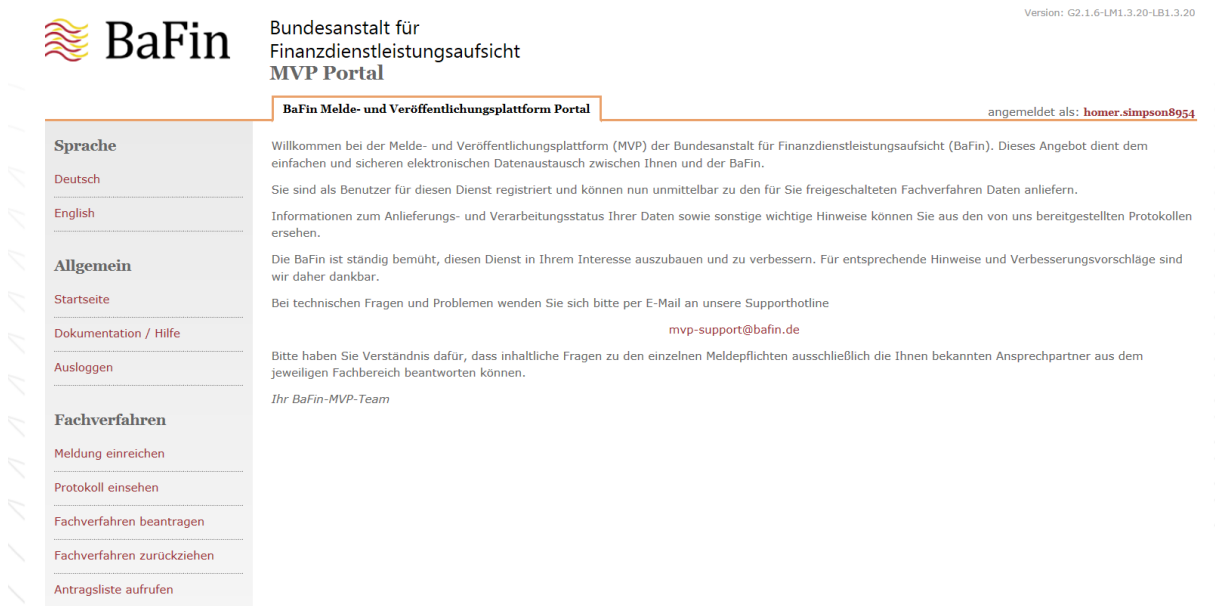 Version: G2.1.6-LM1.3.20-LB1.3.20
BaFin
Bundesanstalt für
Finanzdienstleistungsaufsicht
MVP Portal
BaFin Melde- und Veröffentlichungsplattform Portal
angemeldet als: homer.simpson8954
Sprache
Deutsch
English
Allgemein
Startseite
Dokumentation / Hilfe
Ausloggen
Fachverfahren
Meldung einreichen
Protokoll einsehen
Fachverfahren beantragen
Fachverfahren zurückziehen
Antragsliste aufrufen
Willkommen bei der Melde- und Veröffentlichungsplattform (MVP) der Bundesanstalt für Finanzdienstleistungsaufsicht (BaFin). Dieses Angebot dient dem
einfachen und sicheren elektronischen Datenaustausch zwischen Ihnen und der BaFin.
Sie sind als Benutzer für diesen Dienst registriert und können nun unmittelbar zu den für Sie freigeschalteten Fachverfahren Daten anliefern.
Informationen zum Anlieferungs- und Verarbeitungsstatus Ihrer Daten sowie sonstige wichtige Hinweise können Sie aus den von uns bereitgestellten Protokollen
ersehen.
Die BaFin ist ständig bemüht, diesen Dienst in Ihrem Interesse auszubauen und zu verbessern. Für entsprechende Hinweise und Verbesserungsvorschläge sind
wir daher dankbar.
Bei technischen Fragen und Problemen wenden Sie sich bitte per E-Mail an unsere Supporthotline
mvp-support@bafin.de
Bitte haben Sie Verständnis dafür, dass inhaltliche Fragen zu den einzelnen Meldepflichten ausschließlich die Ihnen bekannten Ansprechpartner aus dem
jeweiligen Fachbereich beantworten können.
Ihr BaFin-MVP-Team